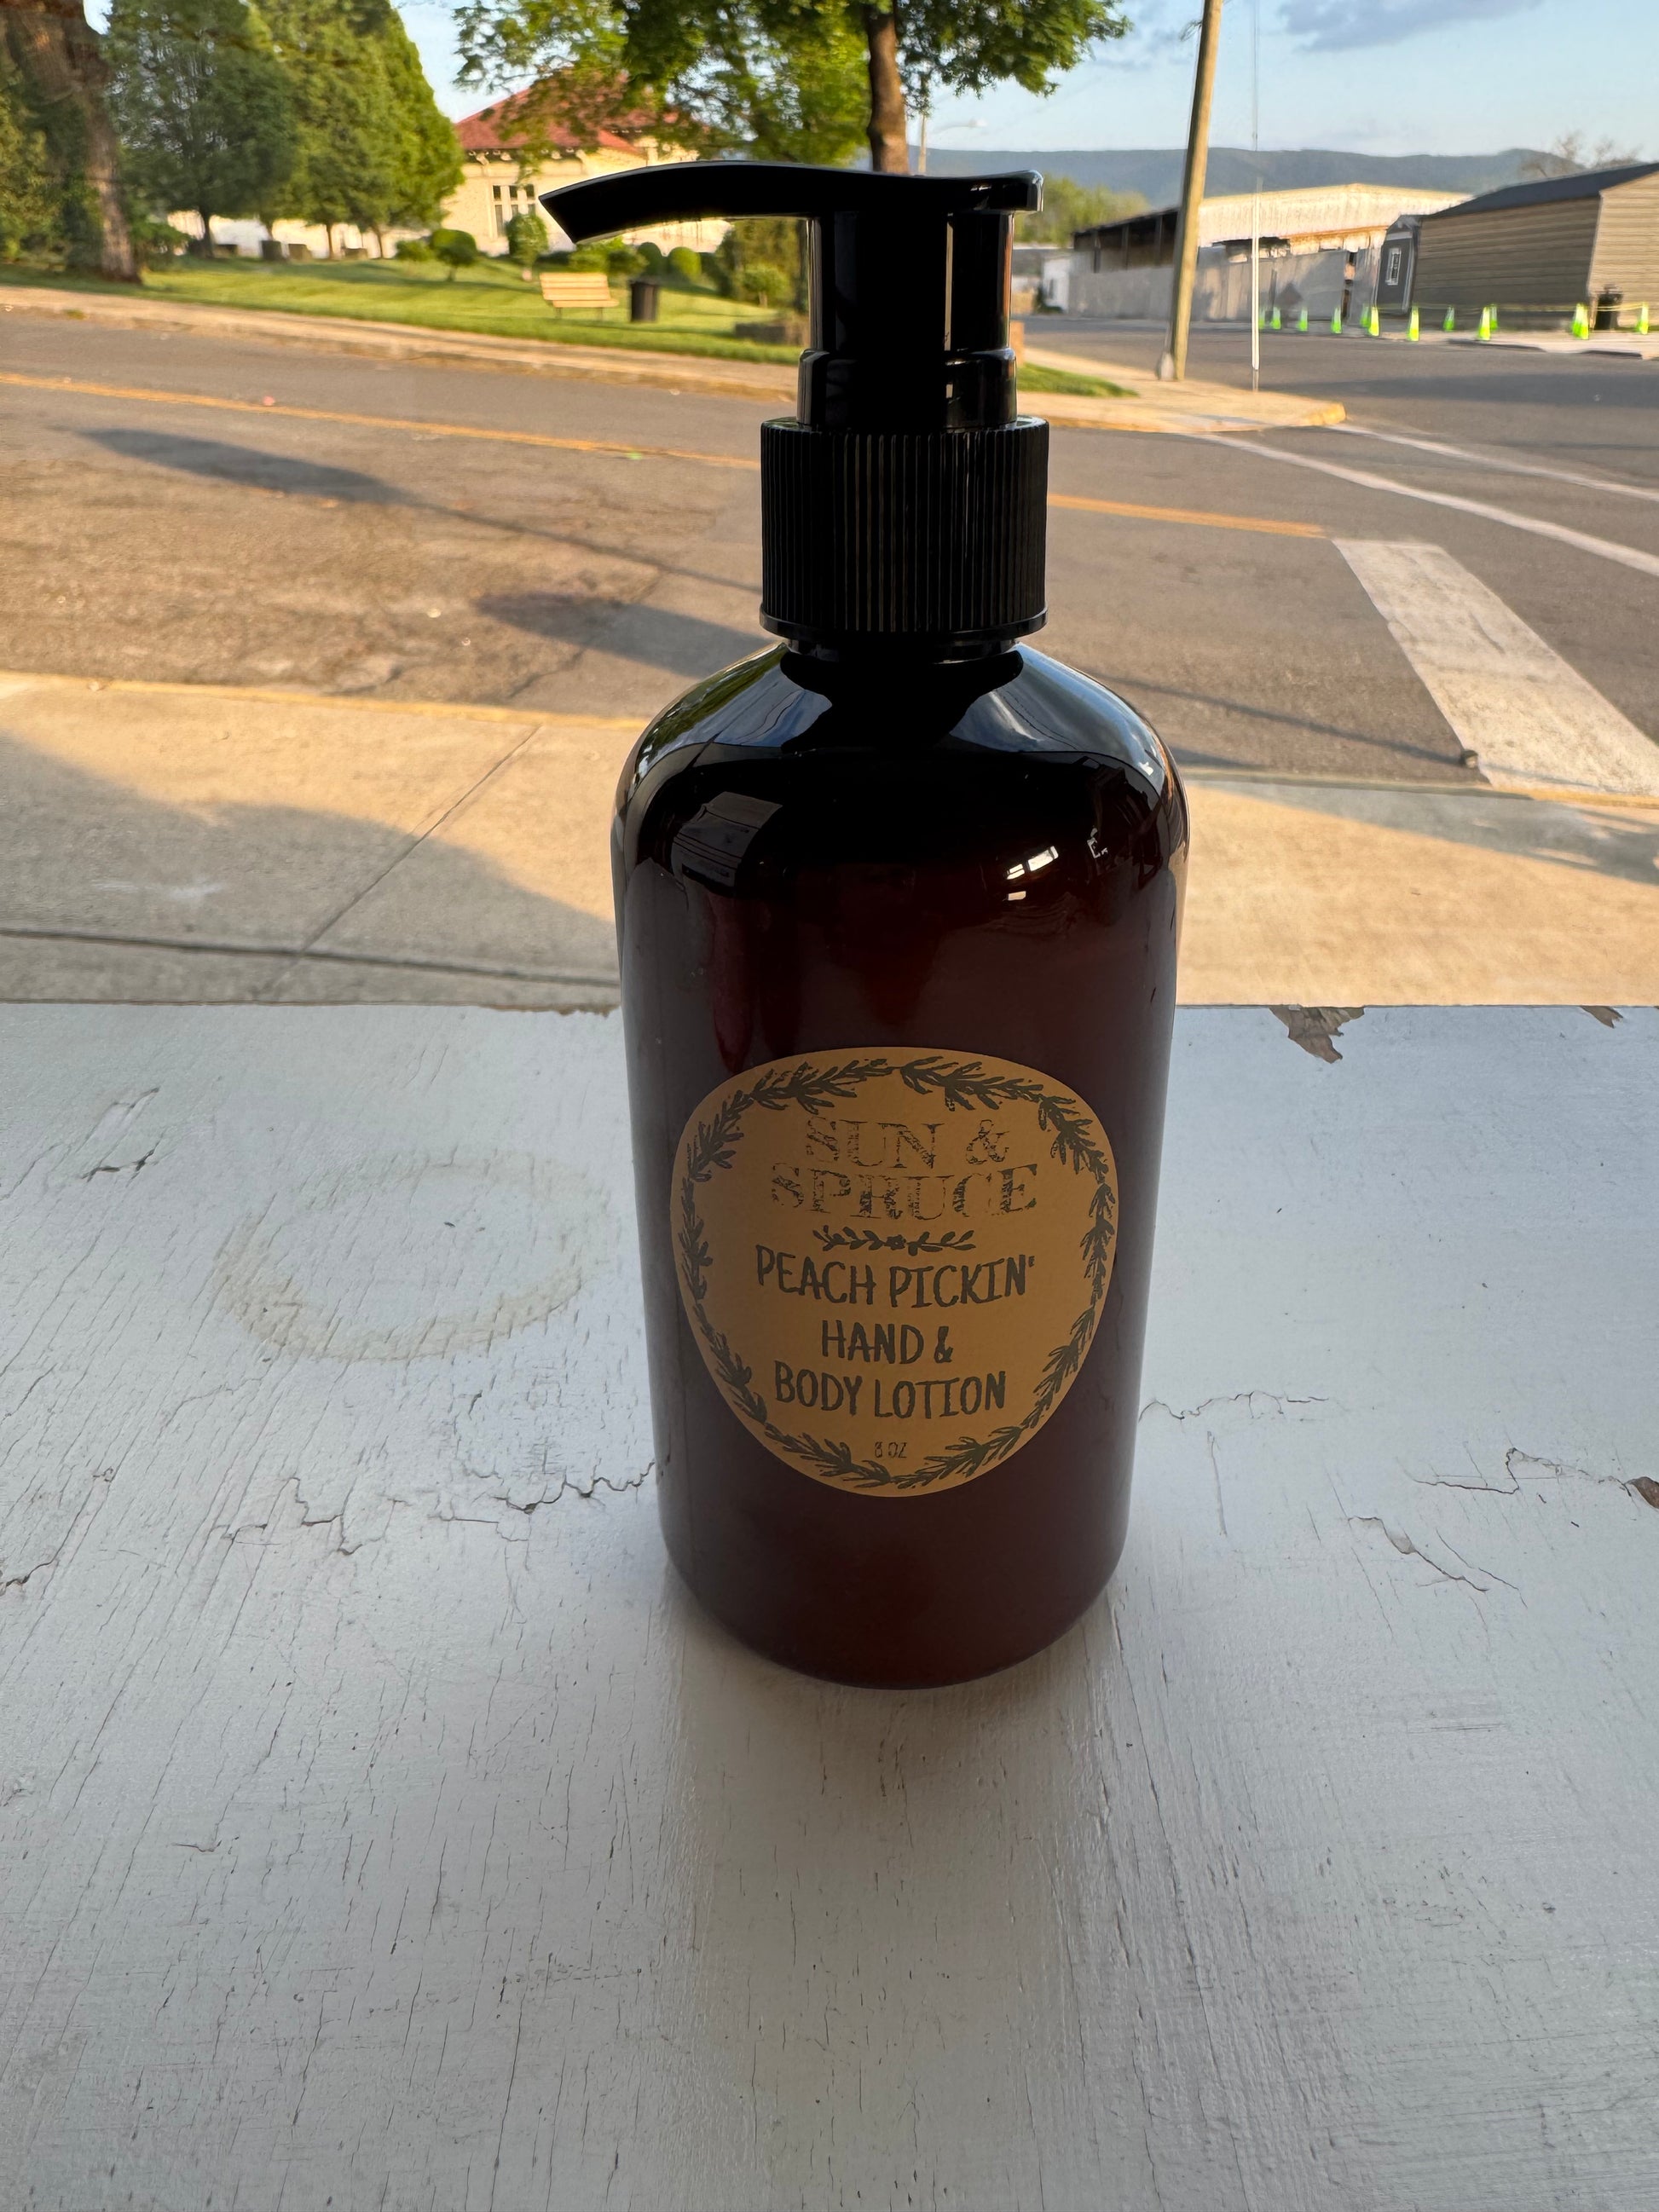 SUN &
SPRUCE
PEACH PICKIN'
HAND &
BODY LOTION
8 OZ